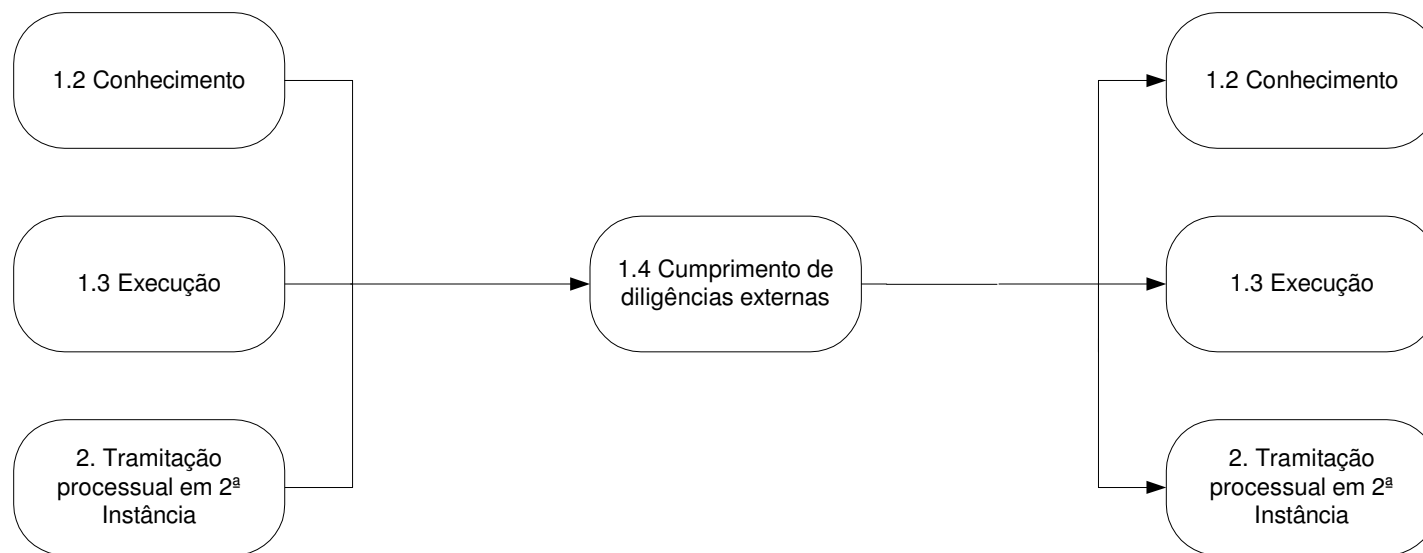 1.2 Conhecimento
1.3 Execução
2. Tramitação
processual em 2ª
Instância
1.4 Cumprimento de
diligências externas
1.2 Conhecimento
1.3 Execução
2. Tramitação
processual em 2ª
Instância